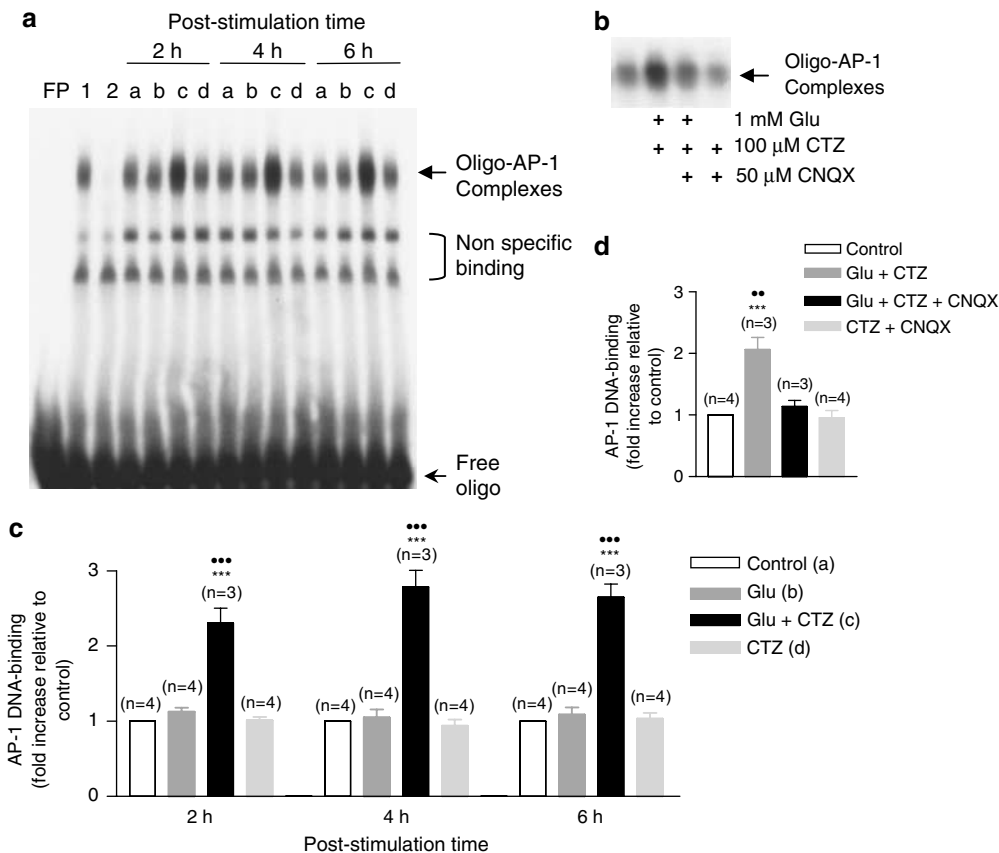 a
Post-stimulation time
2 h 4 h 6 h
FP 1 2 a b c d a b c d a b c d
Oligo-AP-1
Complexes
Non specific
binding
Free
oligo
b
Oligo-AP-1
Complexes
+ + 1 mM Glu
+ + + 100 μM CTZ
+ + 50 μM CNQX
d
Control
Glu + CTZ
Glu + CTZ + CNQX
CTZ + CNQX
AP-1 DNA-binding
(fold increase relative
to control)
3
2
1
0
(n=4)
••
***
(n=3)
(n=3)
(n=4)
c
AP-1 DNA-binding
(fold increase relative to
control)
3
2
1
0
(n=4)
(n=4)
•••
***
(n=3)
(n=4)
(n=4)
(n=4)
•••
***
(n=3)
(n=4)
(n=4)
(n=4)
•••
***
(n=3)
(n=4)
2 h 4 h 6 h
Post-stimulation time
Control (a)
Glu (b)
Glu + CTZ (c)
CTZ (d)